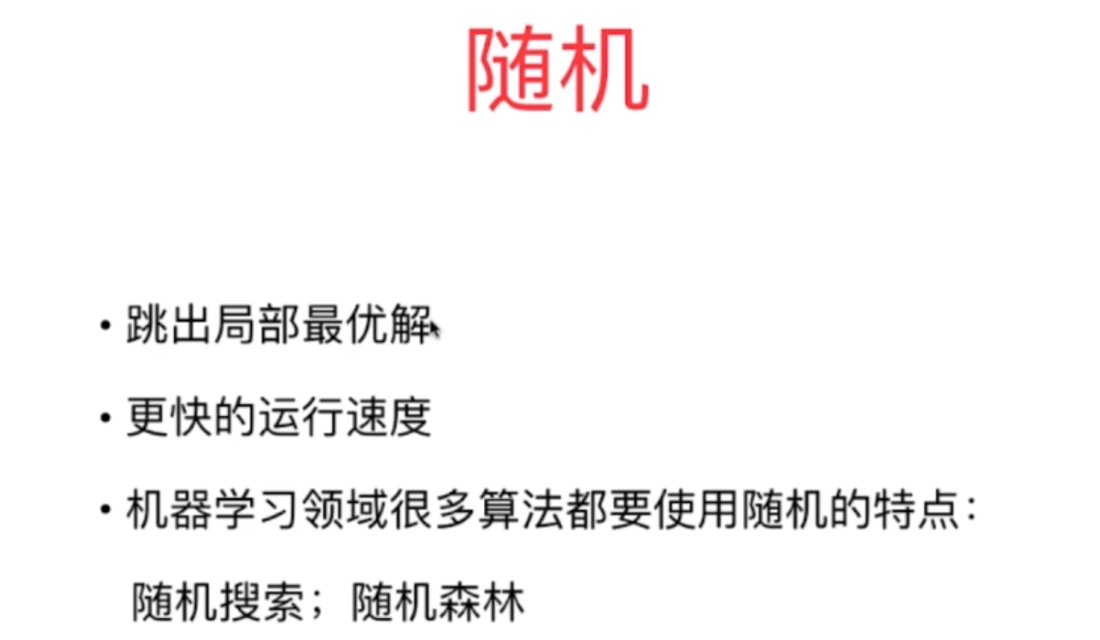 随机
• 跳出局部最优解
• 更快的运行速度
• 机器学习领域很多算法都要使用随机的特点：
随机搜索；随机森林